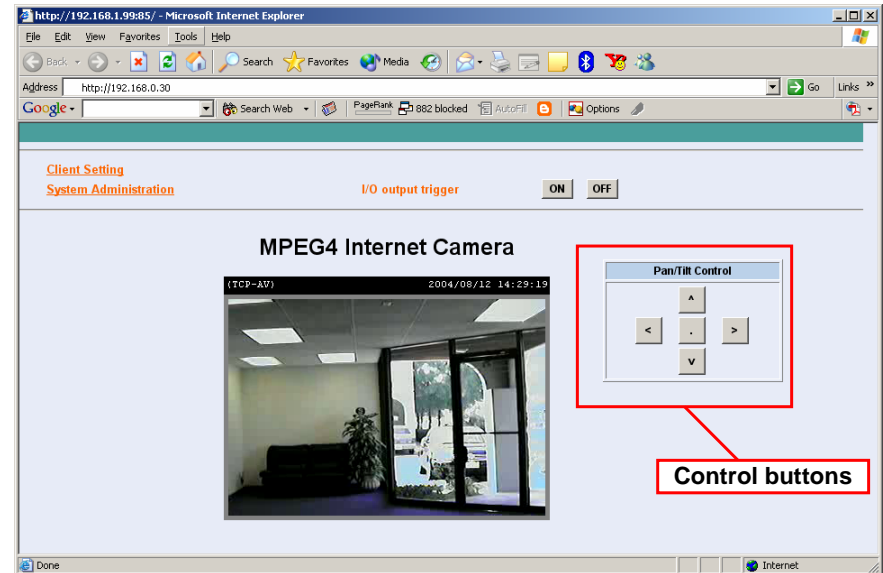 http://192.168.1.99:85/ - Microsoft Internet Explorer
File Edit View Favorites Tools Help
Back Search Favorites Media
Address http://192.168.0.30 Go Links »
Google Search Web PageRank 882 blocked AutoFill Options
Client Setting
System Administration I/O output trigger ON OFF
MPEG4 Internet Camera
(TCP-AV) 2004/08/12 14:29:19
Pan/Tilt Control
^
< . >
v
Control buttons
Done Internet